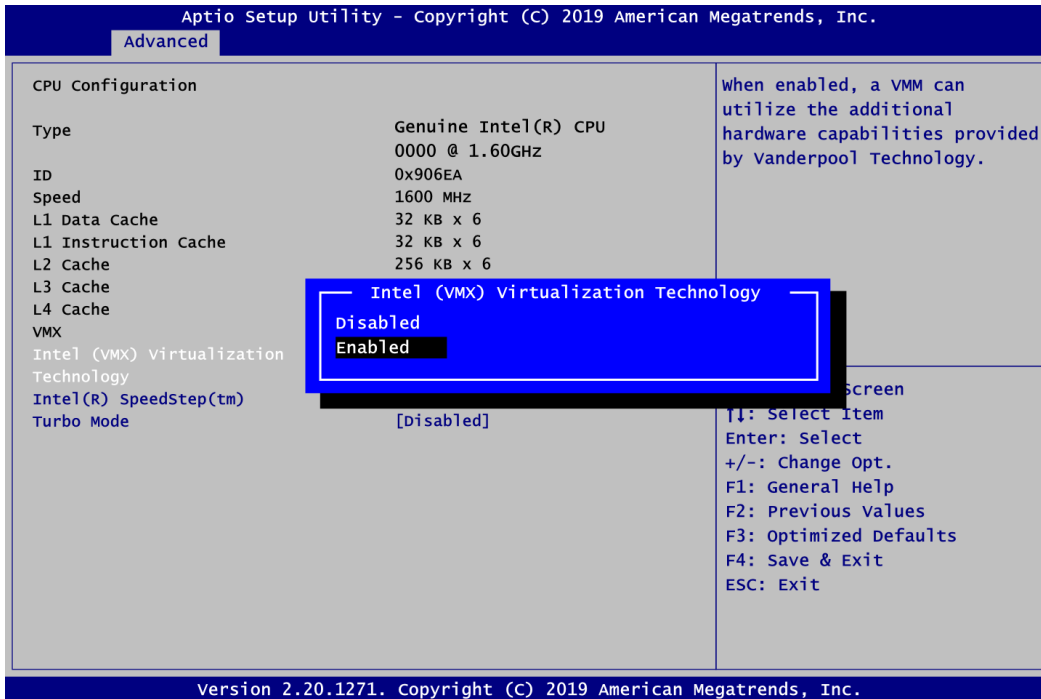 Aptio Setup Utility - Copyright (C) 2019 American Megatrends, Inc.
Advanced
CPU Configuration
Type Genuine Intel(R) CPU
0000 @ 1.60GHz
ID 0x906EA
Speed 1600 MHz
L1 Data Cache 32 KB x 6
L1 Instruction Cache 32 KB x 6
L2 Cache 256 KB x 6
L3 Cache
L4 Cache
VMX
Intel (VMX) Virtualization
Technology
Intel(R) SpeedStep(tm)
Turbo Mode [Disabled]
Intel (VMX) Virtualization Technology
Disabled
Enabled
When enabled, a VMM can
utilize the additional
hardware capabilities provided
by Vanderpool Technology.
Screen
↑↓: Select Item
Enter: Select
+/-: Change Opt.
F1: General Help
F2: Previous Values
F3: Optimized Defaults
F4: Save & Exit
ESC: Exit
Version 2.20.1271. Copyright (C) 2019 American Megatrends, Inc.